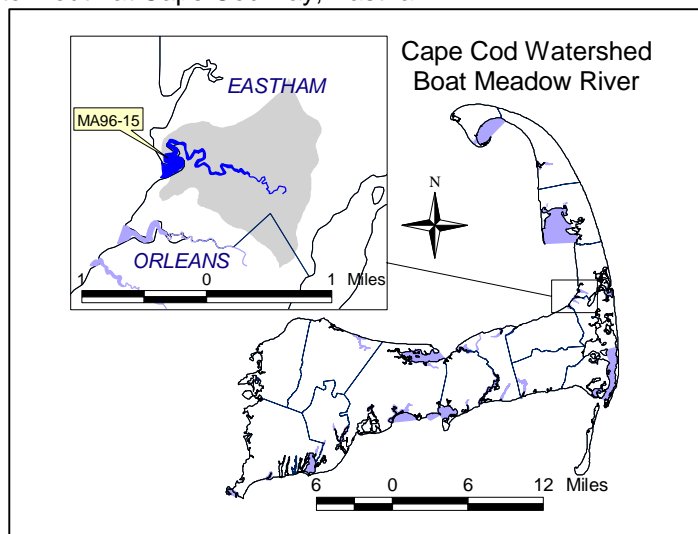 Cape Cod Watershed
Boat Meadow River
EASTHAM
MA96-15
N
ORLEANS
1 0 1 Miles
6 0 6 12 Miles